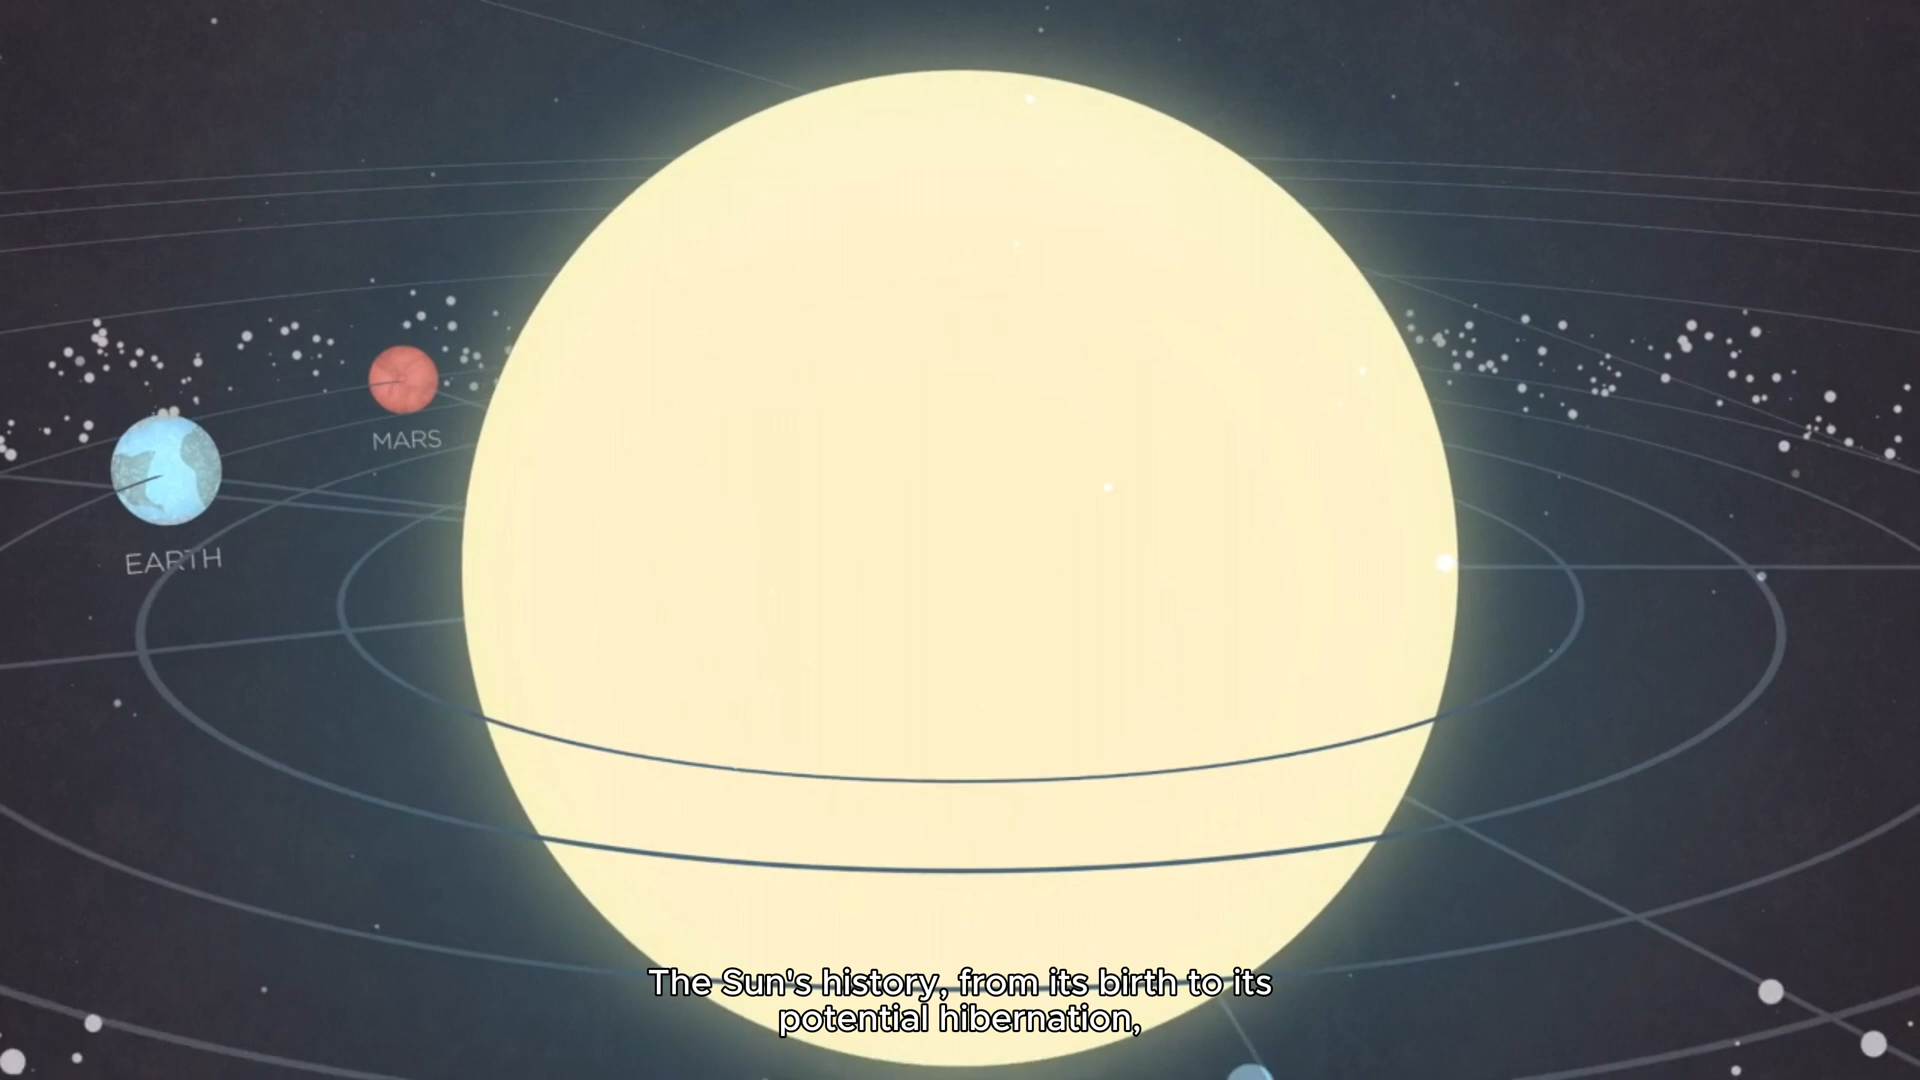 MARS
EARTH
The Sun's history, from its birth to its
potential hibernation,